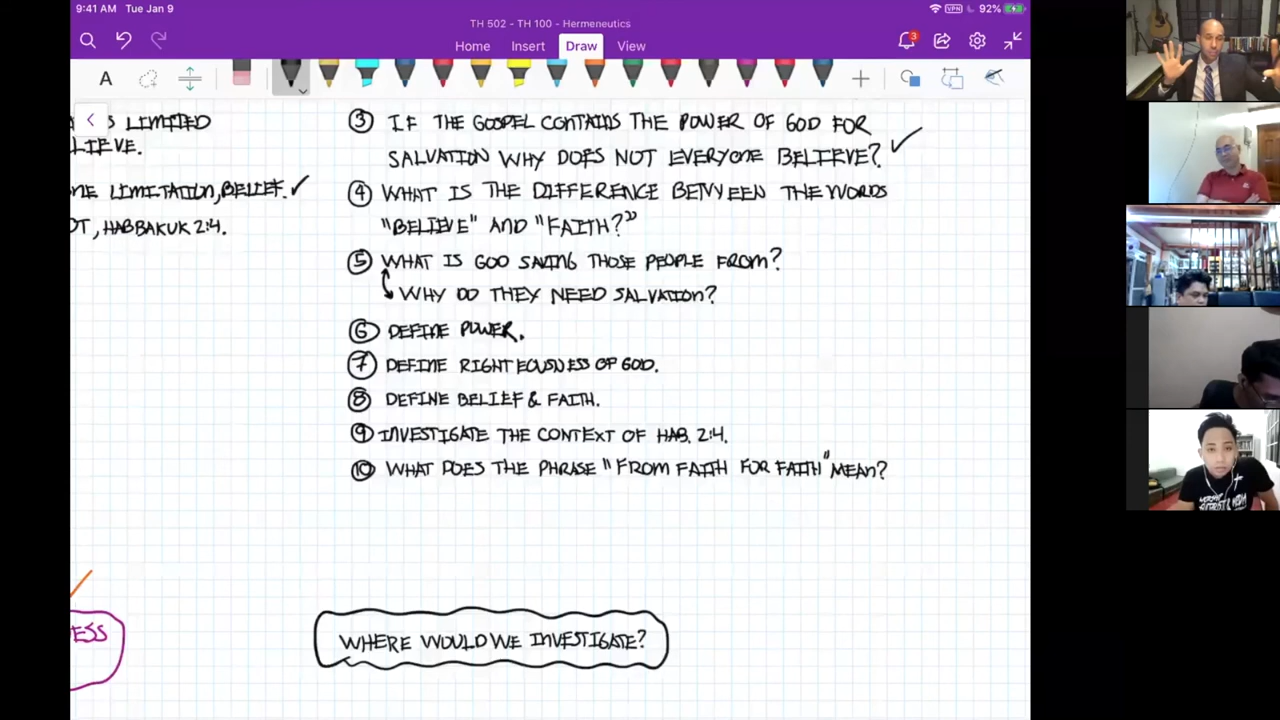 9:41 AM Tue Jan 9
VPN 92%
TH 502 - TH 100 - Hermeneutics
Home Insert Draw View
3
A
S LIMITED
LIEVE.
NE LIMITATION, BELIEF. ✓
OT, HABBAKUK 2:4.
③ IF THE GOSPEL CONTAINS THE POWER OF GOD FOR
SALVATION WHY DOES NOT EVERYONE BELIEVE? ✓
④ WHAT IS THE DIFFERENCE BETWEEN THE WORDS
"BELIEVE" AND "FAITH?"
⑤ WHAT IS GOD SAVING THOSE PEOPLE FROM?
WHY DO THEY NEED SALVATION?
⑥ DEFINE POWER.
⑦ DEFINE RIGHTEOUSNESS OF GOD.
⑧ DEFINE BELIEF & FAITH.
⑨ INVESTIGATE THE CONTEXT OF HAB. 2:4.
⑩ WHAT DOES THE PHRASE "FROM FAITH FOR FAITH" MEAN?
ESS
WHERE WOULD WE INVESTIGATE?